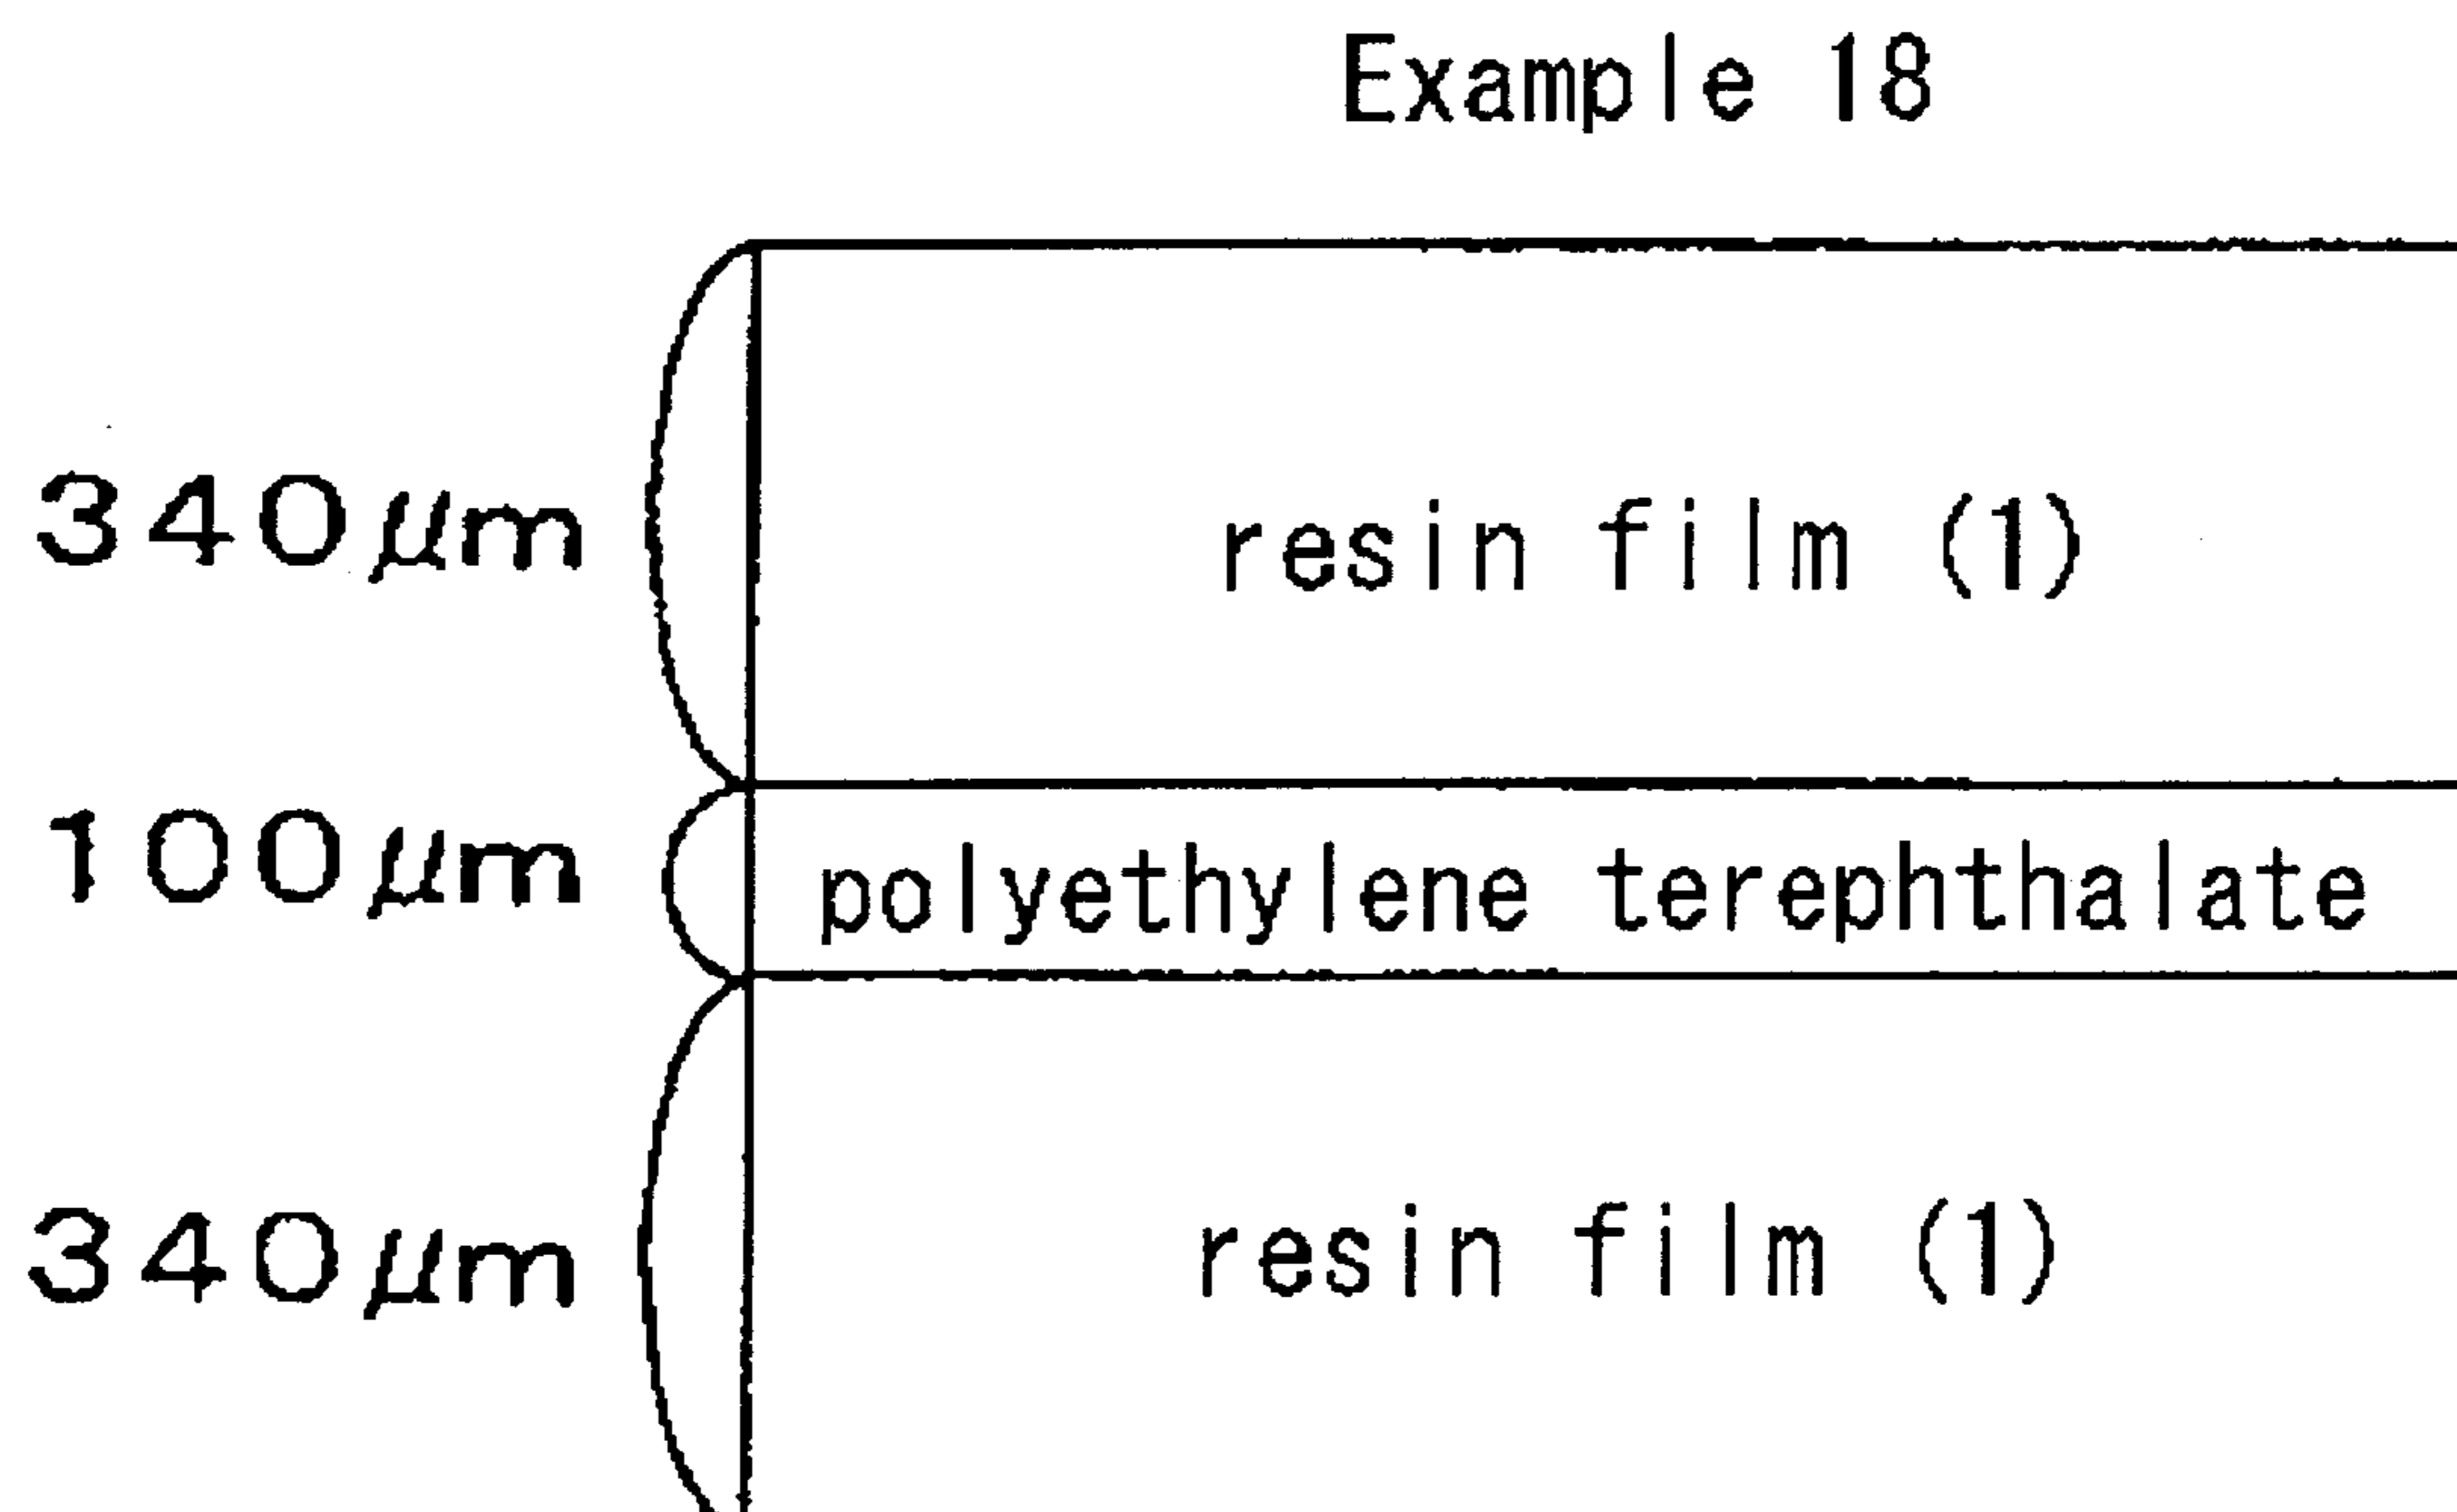 Example 18
340μm
resin film (1)
100μm
polyethylene terephthalate
340μm
resin film (1)